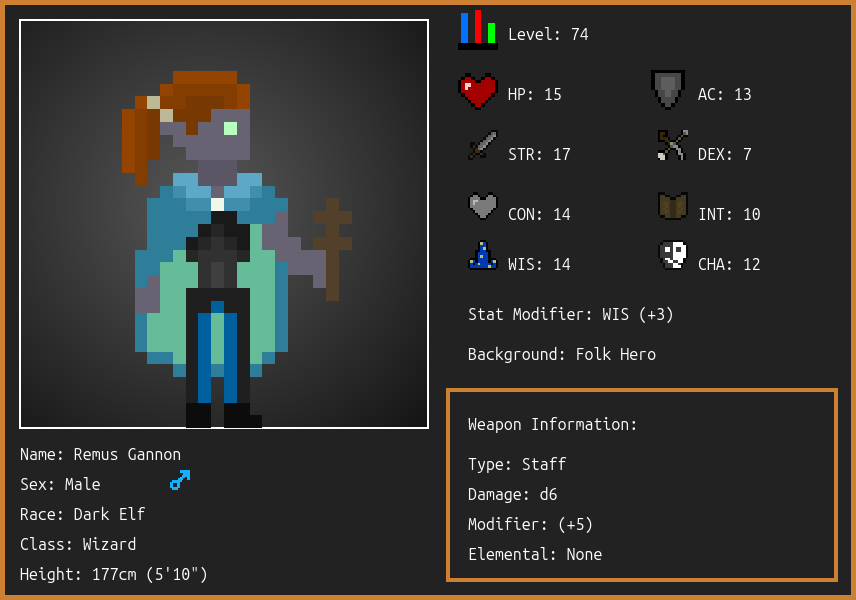 Level: 74
HP: 15
AC: 13
STR: 17
DEX: 7
CON: 14
INT: 10
WIS: 14
CHA: 12
Stat Modifier: WIS (+3)
Background: Folk Hero
Weapon Information:
Type: Staff
Damage: d6
Modifier: (+5)
Elemental: None
Name: Remus Gannon
Sex: Male
Race: Dark Elf
Class: Wizard
Height: 177cm (5'10")